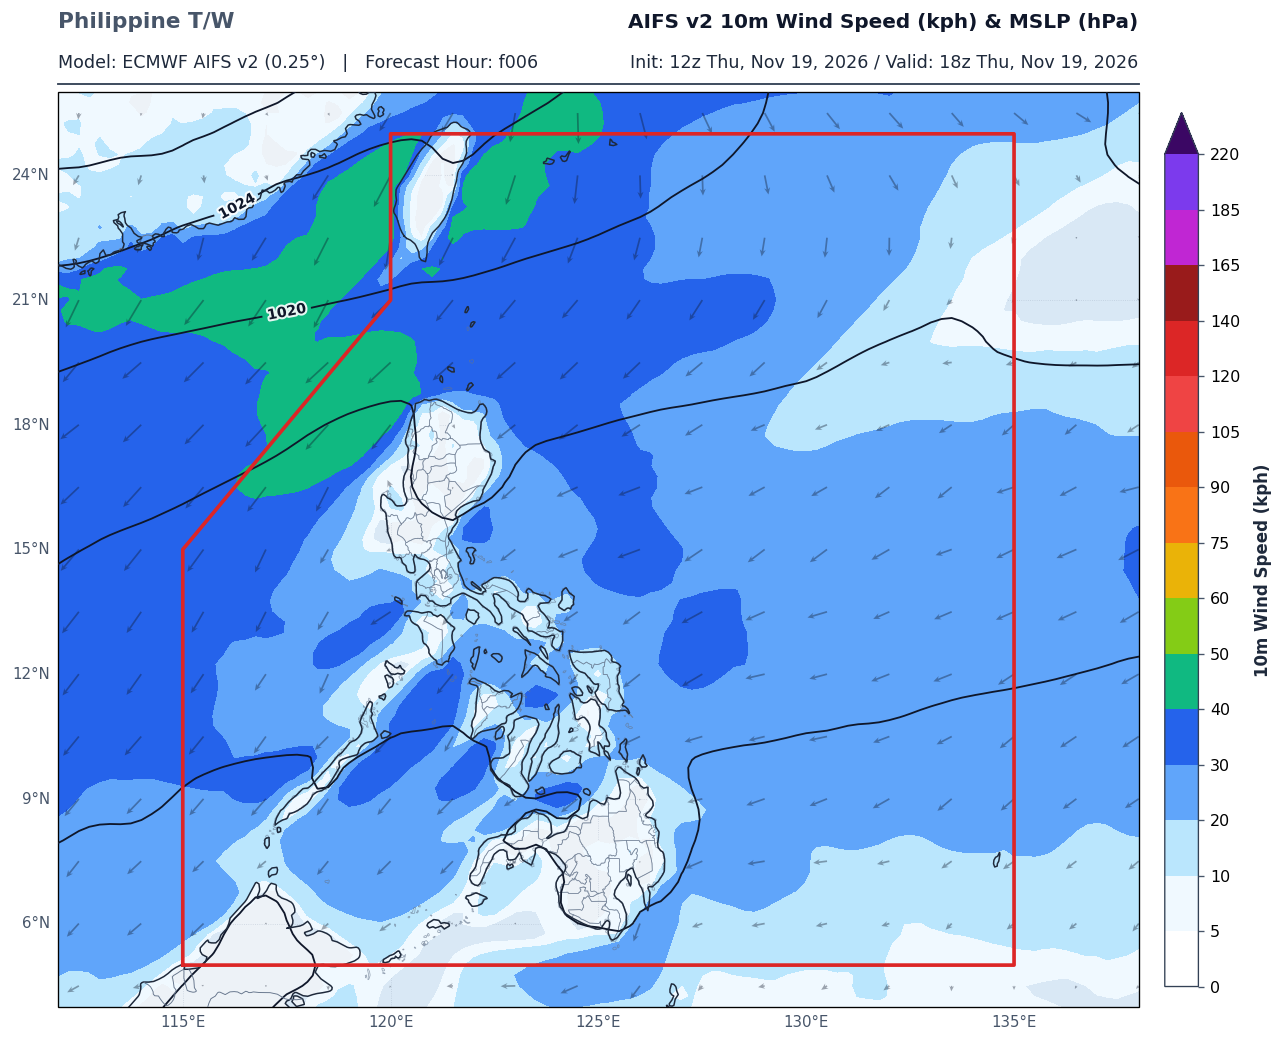 Philippine T/W
AIFS v2 10m Wind Speed (kph) & MSLP (hPa)
Model: ECMWF AIFS v2 (0.25°) | Forecast Hour: f006
Init: 12z Thu, Nov 19, 2026 / Valid: 18z Thu, Nov 19, 2026
24°N
21°N
18°N
15°N
12°N
9°N
6°N
1024
1020
115°E
120°E
125°E
130°E
135°E
220
185
165
140
120
105
90
75
60
50
40
30
20
10
5
0
10m Wind Speed (kph)